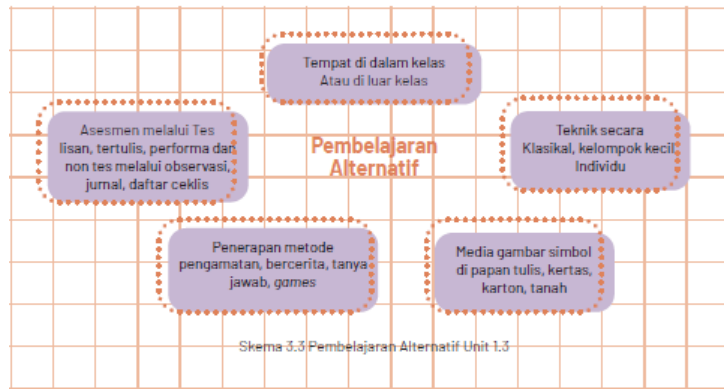 Tempat di dalam kelas
Atau di luar kelas
Asesmen melalui Tes
lisan, tertulis, performa dan
non tes melalui observasi,
jurnal, daftar ceklis
Pembelajaran
Alternatif
Teknik secara
Klasikal, kelompok kecil,
Individu
Penerapan metode
pengamatan, bercerita, tanya
jawab, games
Media gambar simbol
di papan tulis, kertas,
karton, tanah
Skema 3.3 Pembelajaran Alternatif Unit 1.3